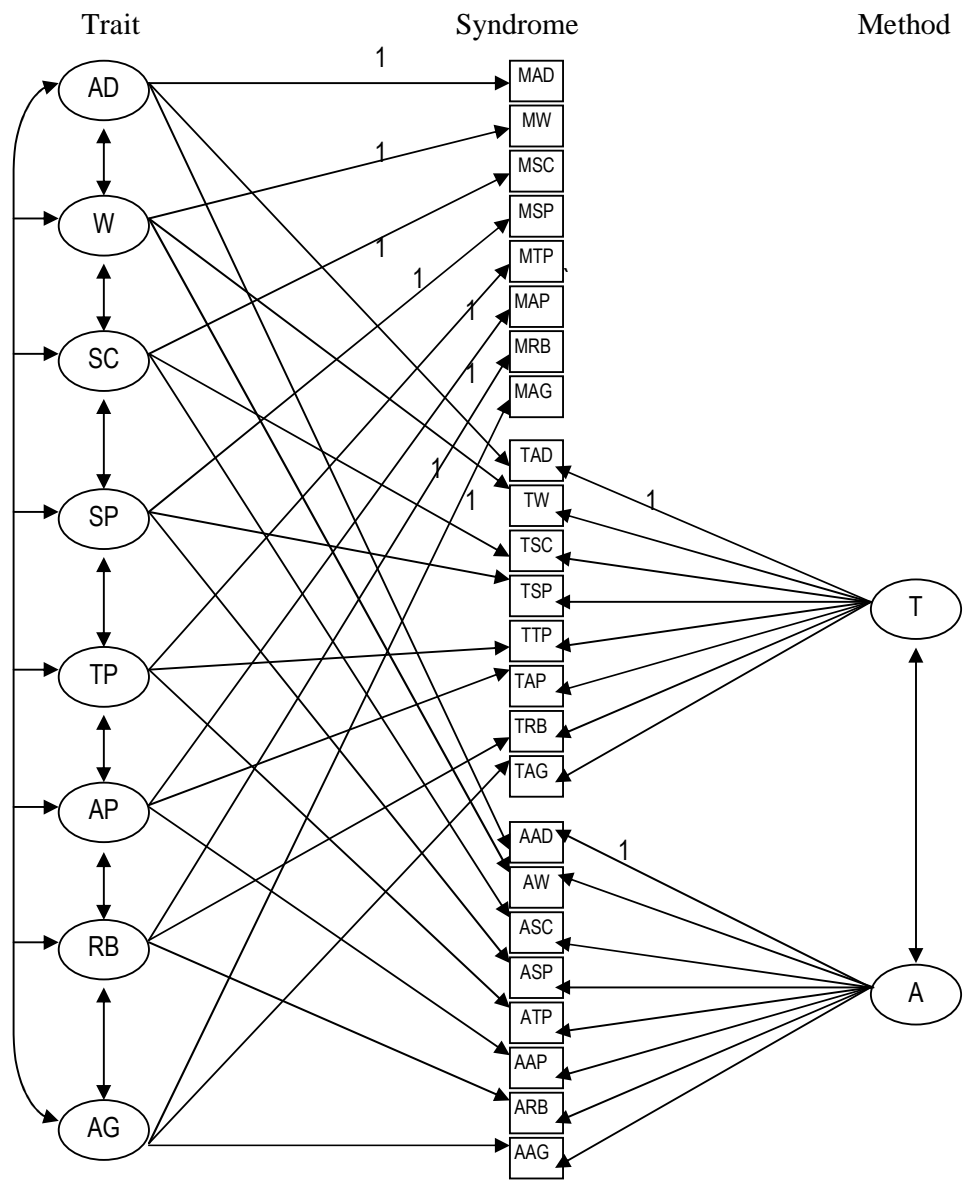 Trait Syndrome Method
AD
W
SC
SP
TP
AP
RB
AG
1
1
1
1
1
1
1
1
MAD
MW
MSC
MSP
MTP `
MAP
MRB
MAG
TAD
TW
TSC
TSP
TTP
TAP
TRB
TAG
AAD
AW
ASC
ASP
ATP
AAP
ARB
AAG
1
1
T
A